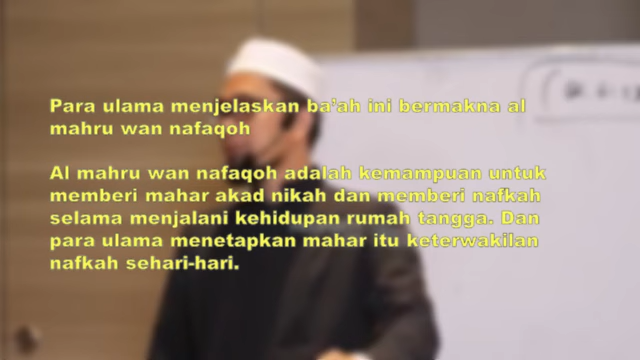 Para ulama menjelaskan ba'ah ini bermakna al
mahru wan nafaqoh
Al mahru wan nafaqoh adalah kemampuan untuk
memberi mahar akad nikah dan memberi nafkah
selama menjalani kehidupan rumah tangga. Dan
para ulama menetapkan mahar itu keterwakilan
nafkah sehari-hari.